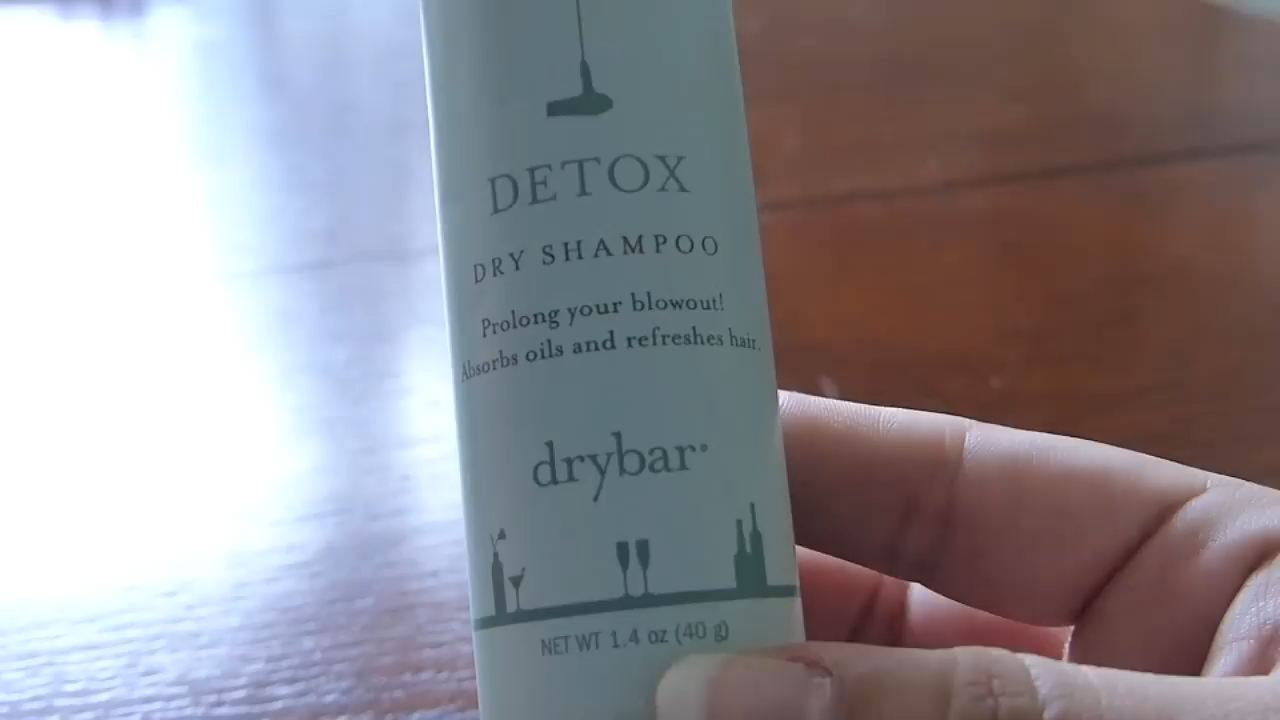 DETOX
DRY SHAMPOO
Prolong your blowout!
Absorbs oils and refreshes hair.
drybar®
NET WT 1.4 oz (40 g)